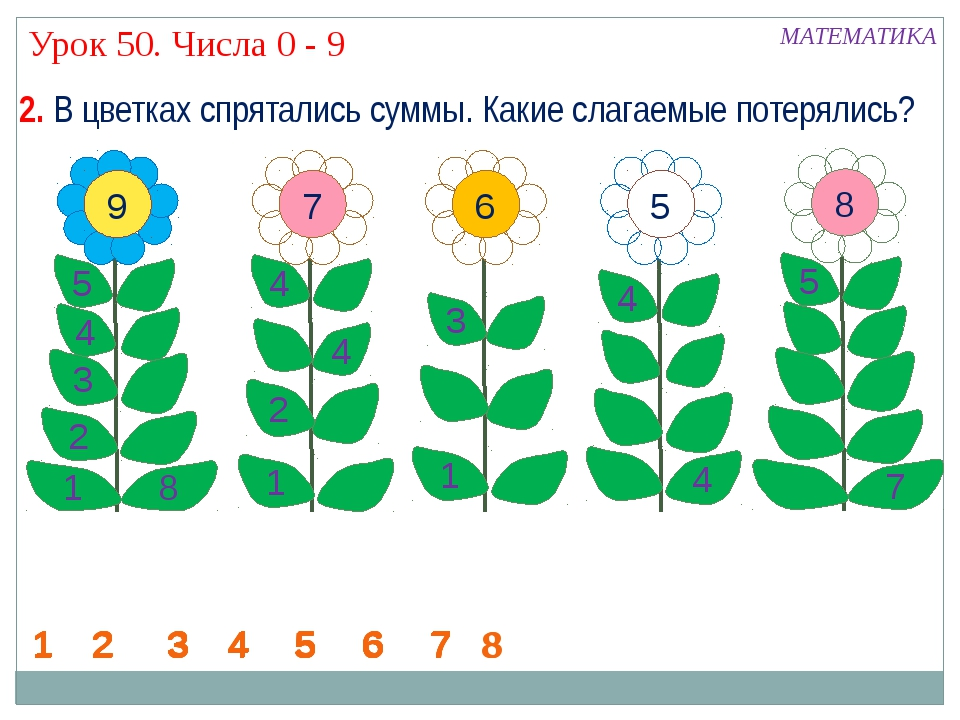 Урок 50. Числа 0 - 9
МАТЕМАТИКА
2. В цветках спрятались суммы. Какие слагаемые потерялись?
9 7 6 5 8
5 4 3 4 5
4 4
3 2
2
1 8 1 1 4 7
1 2 3 4 5 6 7 8